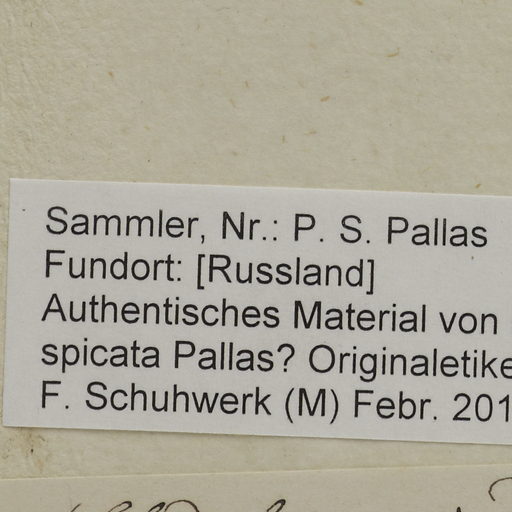 Sammler, Nr.: P. S. Pallas
Fundort: [Russland]
Authentisches Material von
spicata Pallas? Originaletike
F. Schuhwerk (M) Febr. 201